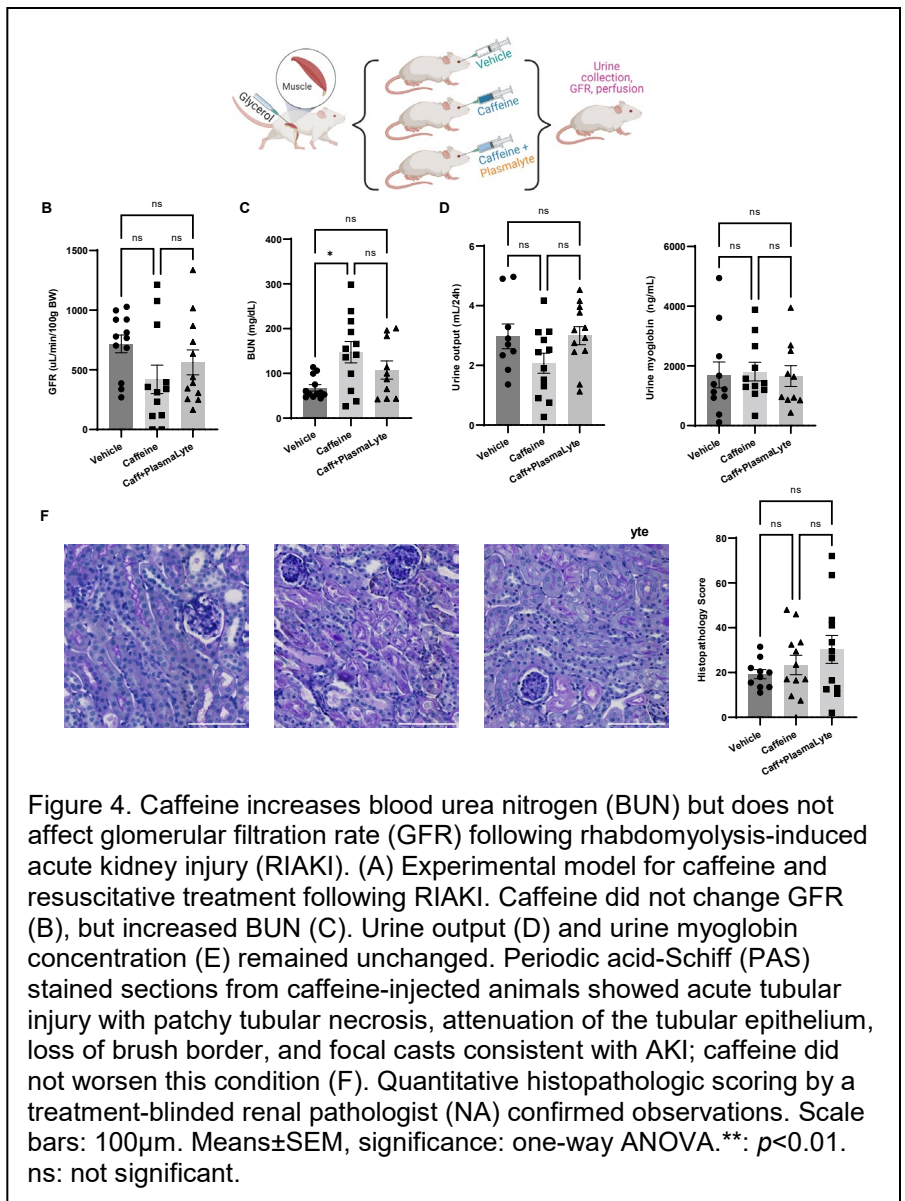 Muscle
Glycerol
Vehicle
Caffeine
Caffeine +
Plasmalyte
Urine
collection,
GFR, perfusion
B
ns
ns
ns
GFR (uL/min/100g BW)
1500
1000
500
0
Vehicle
Caffeine
Caff+PlasmaLyte
C
ns
*
ns
BUN (mg/dL)
400
300
200
100
0
Vehicle
Caffeine
Caff+PlasmaLyte
D
ns
ns
ns
Urine output (mL/24h)
6
4
2
0
Vehicle
Caffeine
Caff+PlasmaLyte
ns
ns
ns
Urine myoglobin (ng/mL)
6000
4000
2000
0
Vehicle
Caffeine
Caff+PlasmaLyte
F
yte
ns
ns
ns
Histopathology Score
80
60
40
20
0
Vehicle
Caffeine
Caff+PlasmaLyte
Figure 4. Caffeine increases blood urea nitrogen (BUN) but does not
affect glomerular filtration rate (GFR) following rhabdomyolysis-induced
acute kidney injury (RIAKI). (A) Experimental model for caffeine and
resuscitative treatment following RIAKI. Caffeine did not change GFR
(B), but increased BUN (C). Urine output (D) and urine myoglobin
concentration (E) remained unchanged. Periodic acid-Schiff (PAS)
stained sections from caffeine-injected animals showed acute tubular
injury with patchy tubular necrosis, attenuation of the tubular epithelium,
loss of brush border, and focal casts consistent with AKI; caffeine did
not worsen this condition (F). Quantitative histopathologic scoring by a
treatment-blinded renal pathologist (NA) confirmed observations. Scale
bars: 100µm. Means±SEM, significance: one-way ANOVA.**: p<0.01.
ns: not significant.